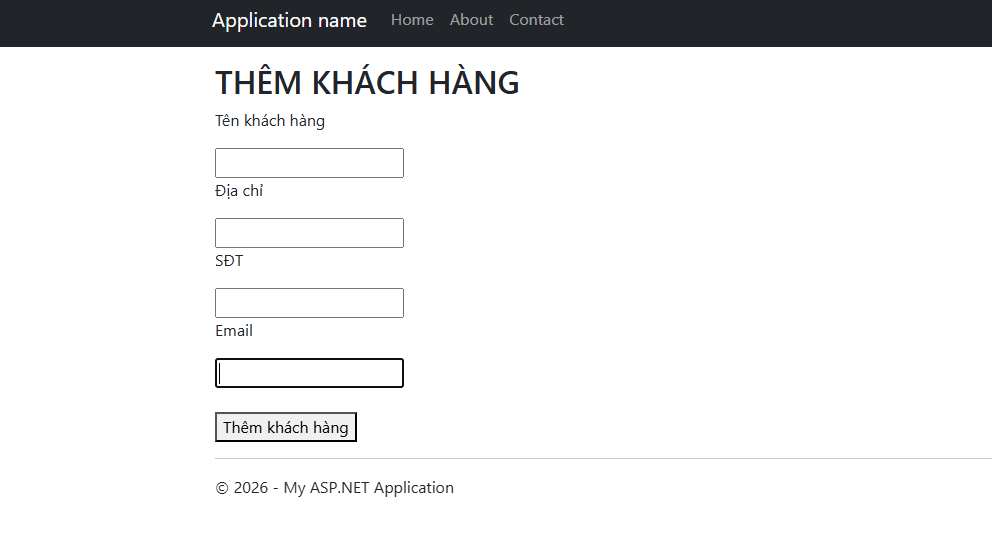 Application name Home About Contact
THÊM KHÁCH HÀNG
Tên khách hàng
Địa chỉ
SĐT
Email
Thêm khách hàng
© 2026 - My ASP.NET Application